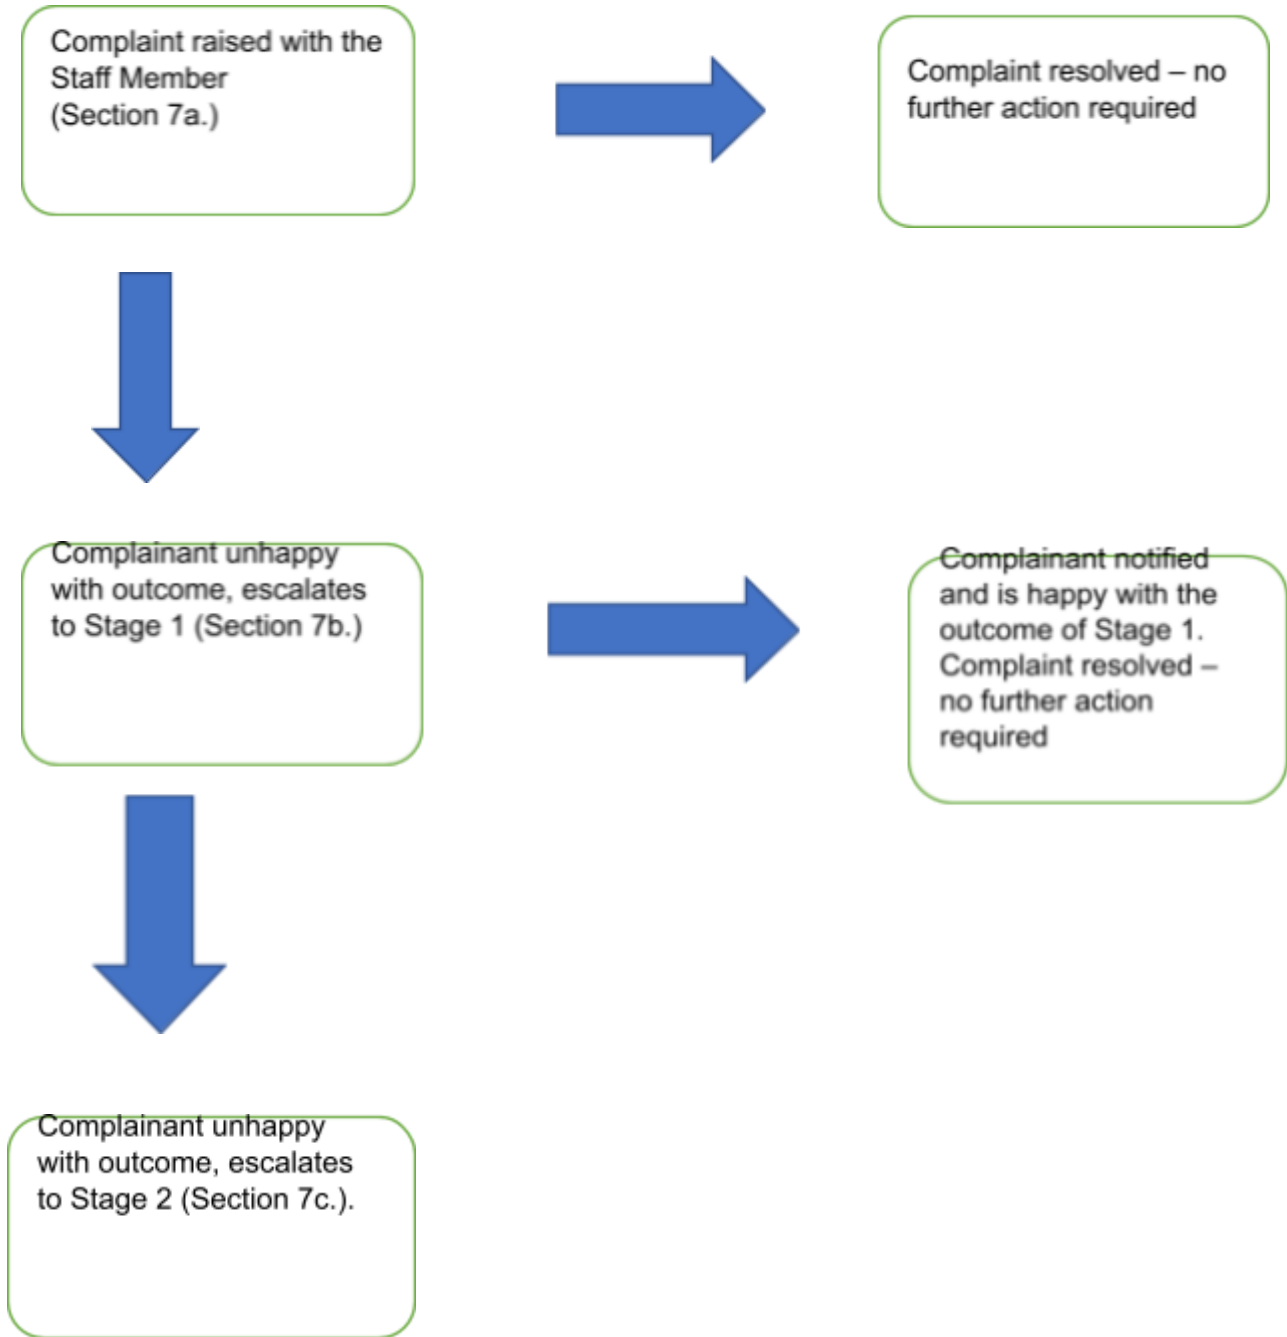 Complaint raised with the
Staff Member
(Section 7a.)
Complaint resolved – no
further action required
Complainant unhappy
with outcome, escalates
to Stage 1 (Section 7b.)
Complainant notified
and is happy with the
outcome of Stage 1.
Complaint resolved –
no further action
required
Complainant unhappy
with outcome, escalates
to Stage 2 (Section 7c.).